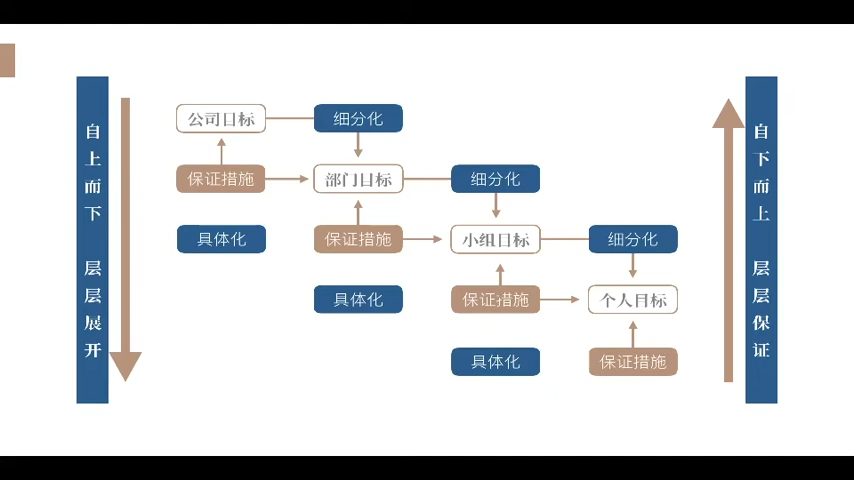 自上而下 层层展开
公司目标
细分化
保证措施
部门目标
细分化
具体化
保证措施
小组目标
细分化
具体化
保证措施
个人目标
具体化
保证措施
自下而上 层层保证